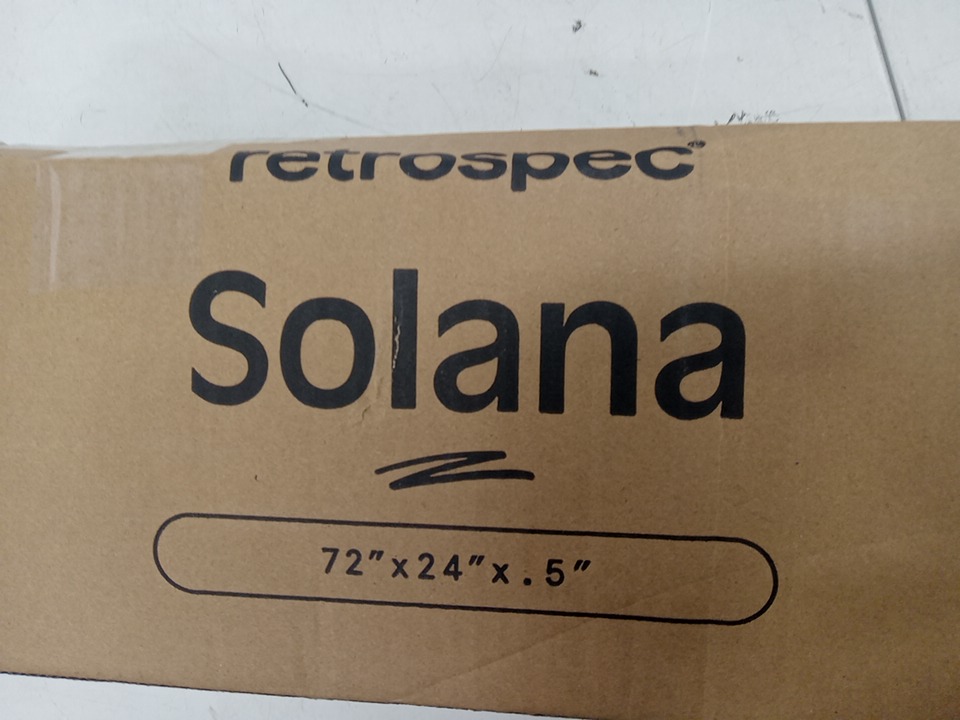 retrospec®
Solana
72"x24"x.5"